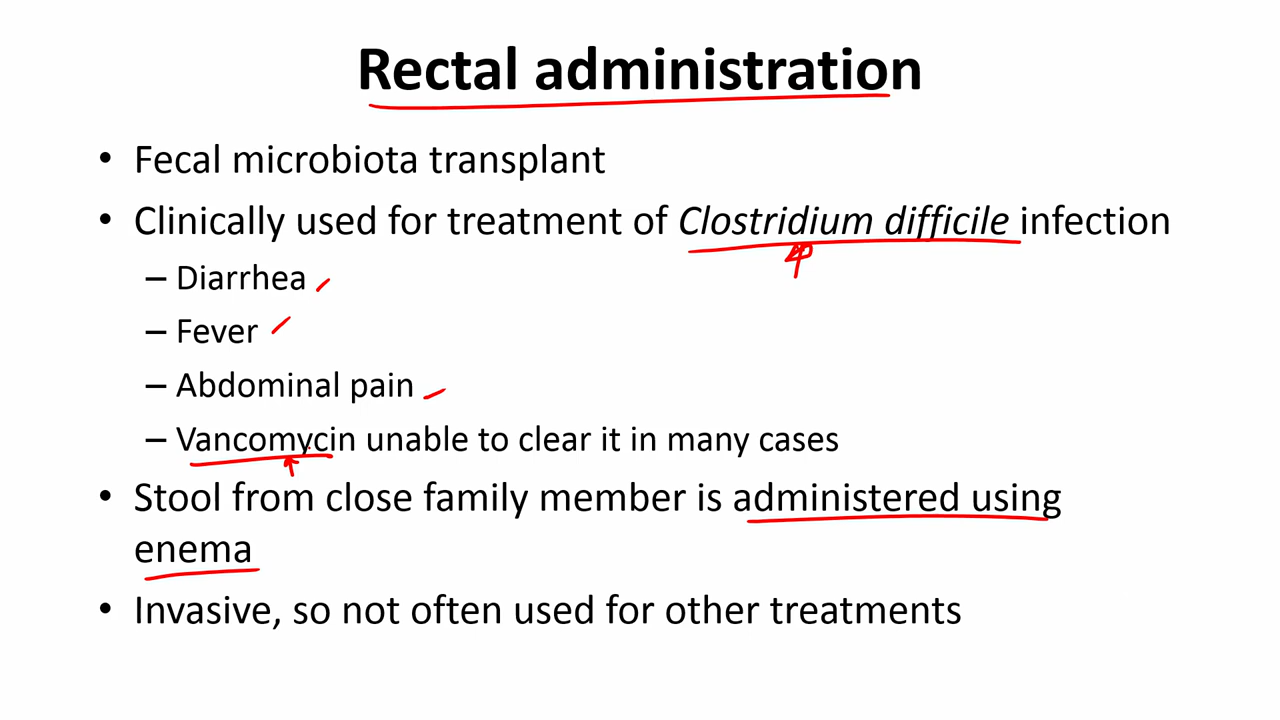 Rectal administration
• Fecal microbiota transplant
• Clinically used for treatment of Clostridium difficile infection
– Diarrhea
– Fever
– Abdominal pain
– Vancomycin unable to clear it in many cases
• Stool from close family member is administered using
enema
• Invasive, so not often used for other treatments